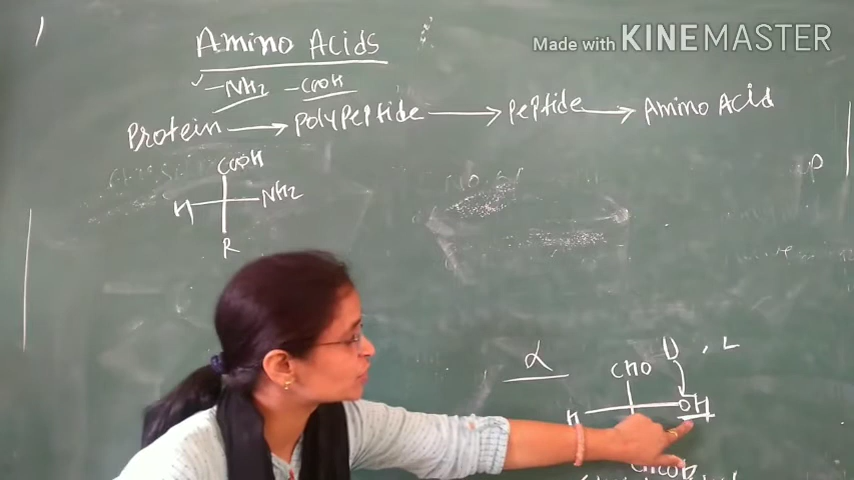 Made with KINEMASTER
Amino Acids
-NH2 -COOH
Protein → Polypeptide → Peptide → Amino Acid
COOH
H NH2
R
P
α D, L
CHO
H OH